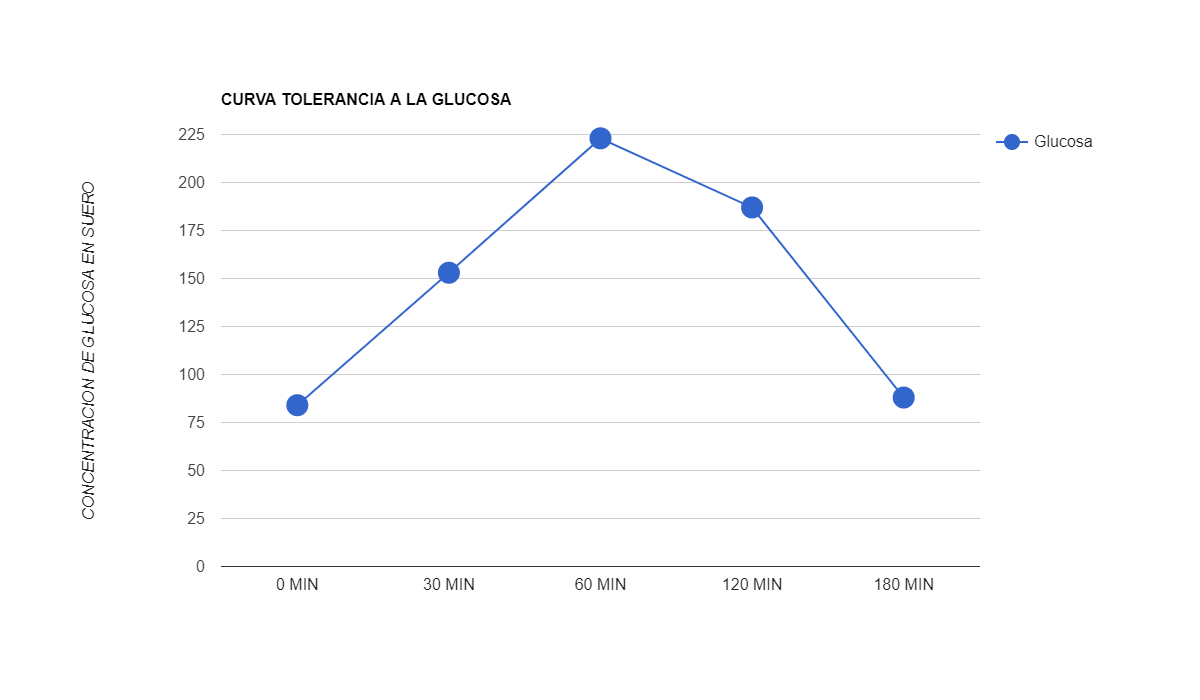 CURVA TOLERANCIA A LA GLUCOSA
Glucosa
CONCENTRACION DE GLUCOSA EN SUERO
225
200
175
150
125
100
75
50
25
0
0 MIN
30 MIN
60 MIN
120 MIN
180 MIN